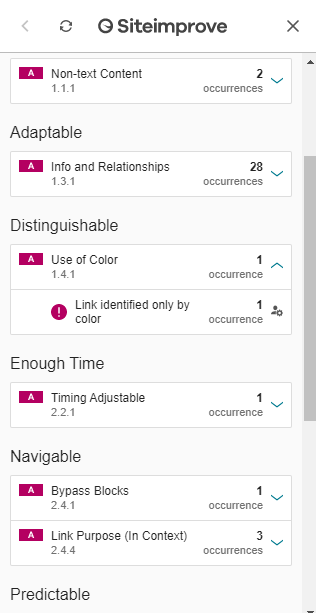 Siteimprove
A Non-text Content 2
1.1.1 occurrences
Adaptable
A Info and Relationships 28
1.3.1 occurrences
Distinguishable
A Use of Color 1
1.4.1 occurrence
Link identified only by 1
color occurrence
Enough Time
A Timing Adjustable 1
2.2.1 occurrence
Navigable
A Bypass Blocks 1
2.4.1 occurrence
A Link Purpose (In Context) 3
2.4.4 occurrences
Predictable